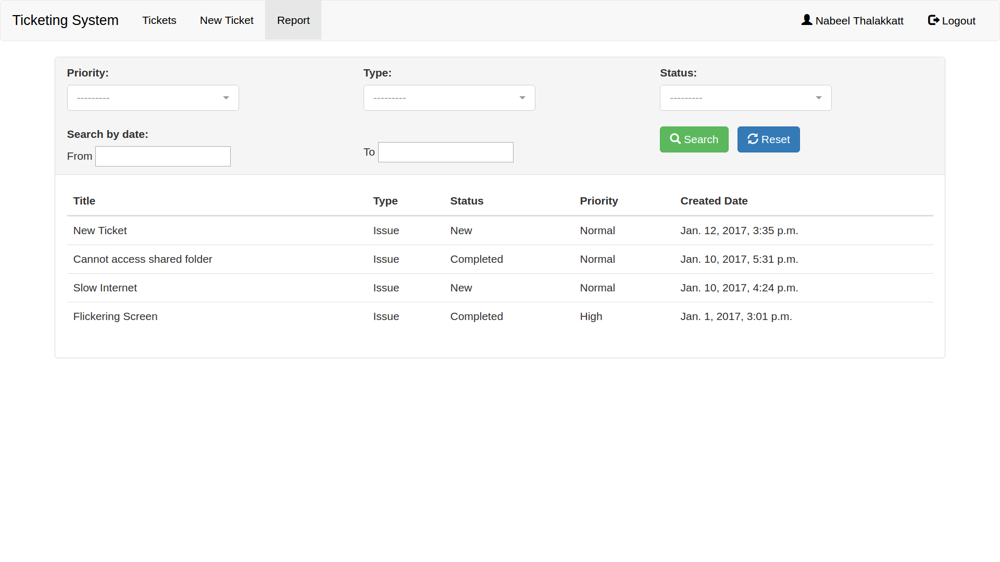 Ticketing System Tickets New Ticket Report Nabeel Thalakkatt Logout
Priority: Type: Status:
--------- --------- ---------
Search by date:
From To Search Reset
Title Type Status Priority Created Date
New Ticket Issue New Normal Jan. 12, 2017, 3:35 p.m.
Cannot access shared folder Issue Completed Normal Jan. 10, 2017, 5:31 p.m.
Slow Internet Issue New Normal Jan. 10, 2017, 4:24 p.m.
Flickering Screen Issue Completed High Jan. 1, 2017, 3:01 p.m.